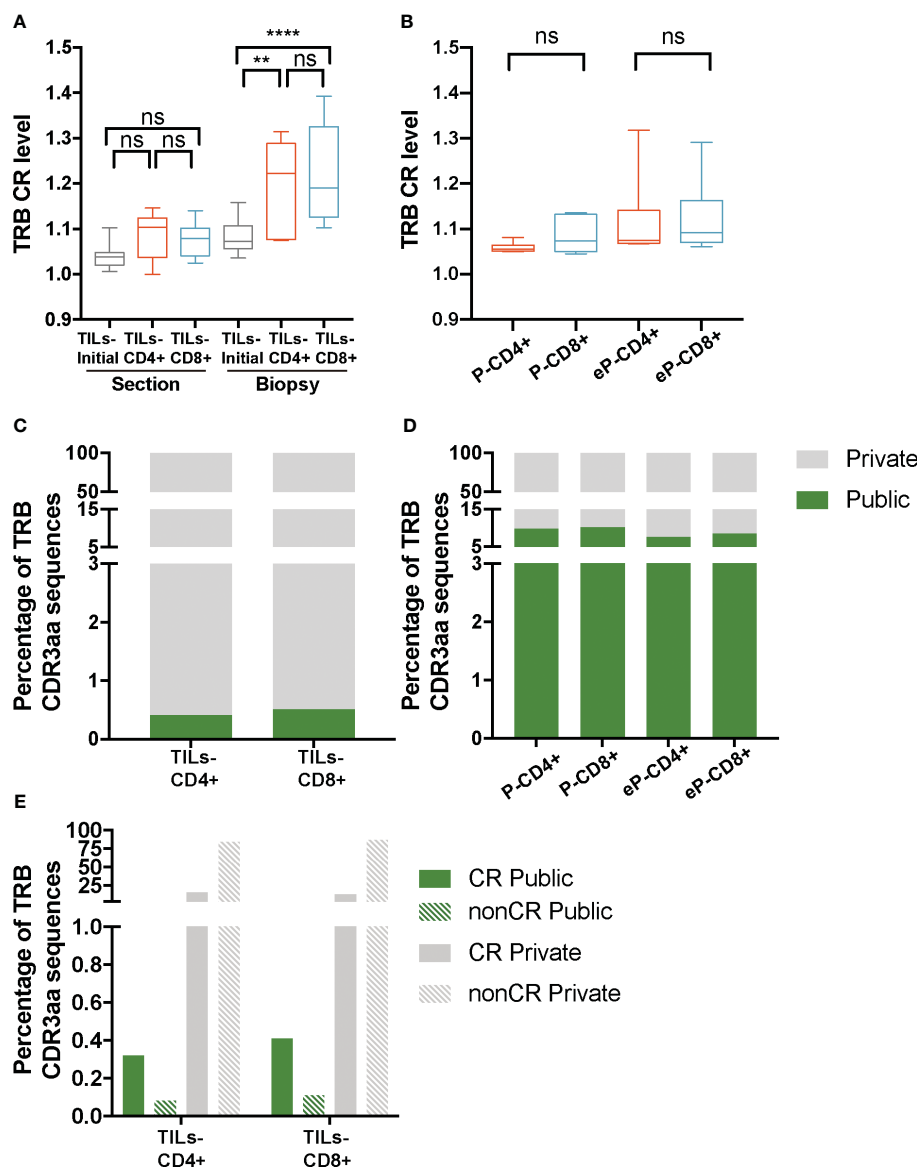 A
TRB CR level
1.5
1.4
1.3
1.2
1.1
1.0
0.9
ns
ns
ns
****
**
ns
TILs-
Initial
TILs-
CD4+
TILs-
CD8+
TILs-
Initial
TILs-
CD4+
TILs-
CD8+
Section
Biopsy
B
TRB CR level
1.5
1.4
1.3
1.2
1.1
1.0
0.9
ns
ns
P-CD4+
P-CD8+
eP-CD4+
eP-CD8+
C
Percentage of TRB
CDR3aa sequences
100
50
15
5
3
2
1
0
TILs-
CD4+
TILs-
CD8+
D
Percentage of TRB
CDR3aa sequences
100
50
15
5
3
2
1
0
P-CD4+
P-CD8+
eP-CD4+
eP-CD8+
Private
Public
E
Percentage of TRB
CDR3aa sequences
100
75
50
25
1.0
0.8
0.6
0.4
0.2
0.0
TILs-
CD4+
TILs-
CD8+
CR Public
nonCR Public
CR Private
nonCR Private